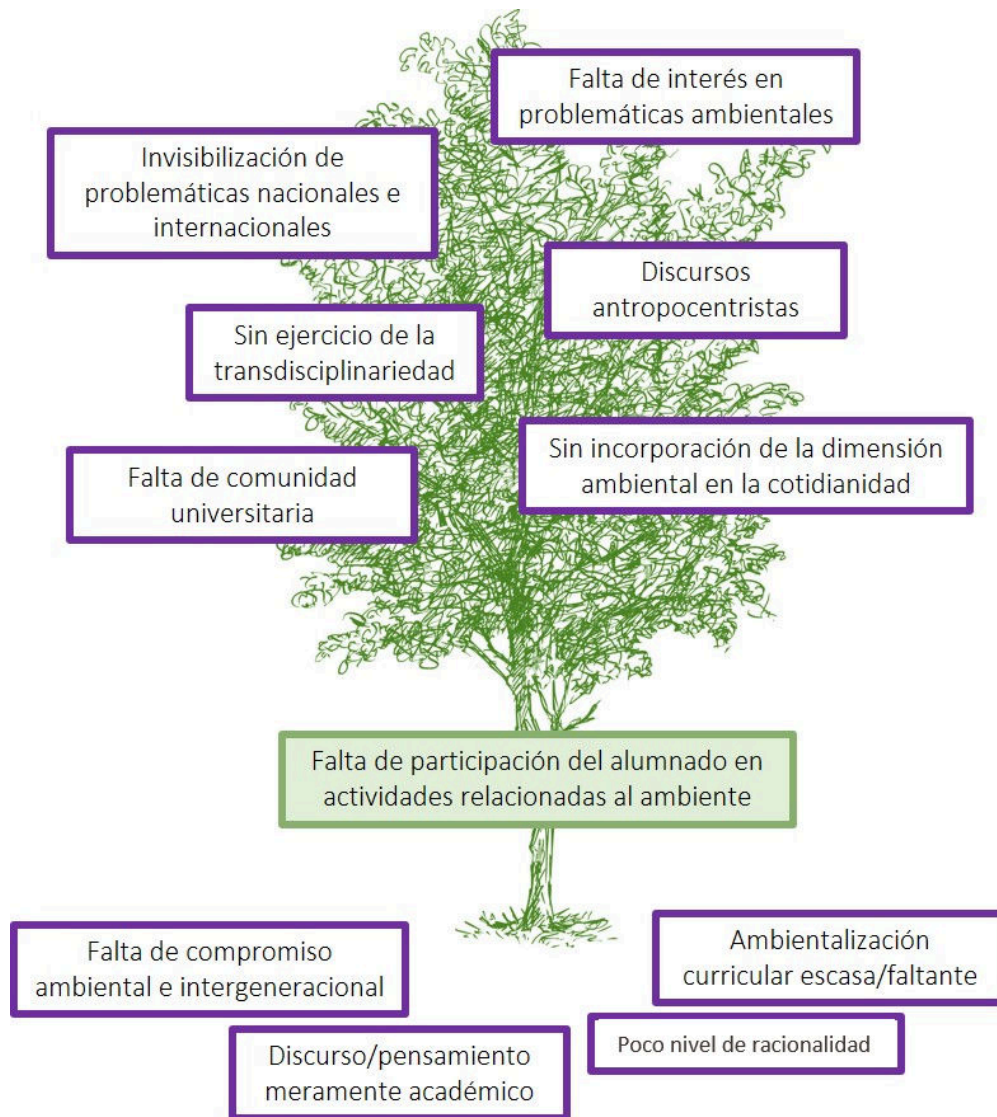 Falta de interés en
problemáticas ambientales
Invisibilización de
problemáticas nacionales e
internacionales
Discursos
antropocentristas
Sin ejercicio de la
transdisciplinariedad
Sin incorporación de la dimensión
ambiental en la cotidianidad
Falta de comunidad
universitaria
Falta de participación del alumnado en
actividades relacionadas al ambiente
Falta de compromiso
ambiental e intergeneracional
Ambientalización
curricular escasa/faltante
Discurso/pensamiento
meramente académico
Poco nivel de racionalidad